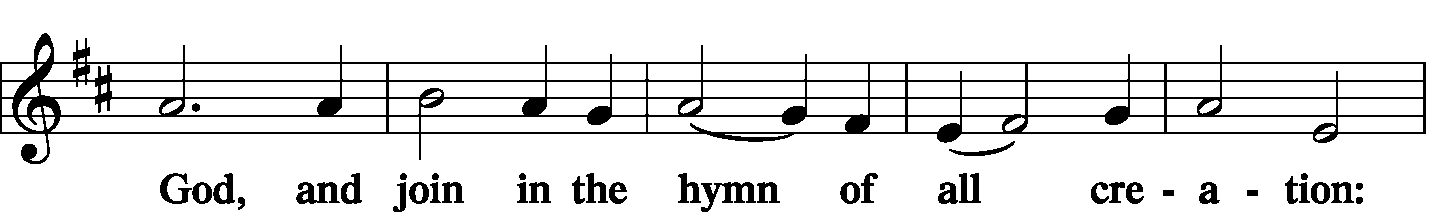 God, and join in the hymn of all cre - a - tion: